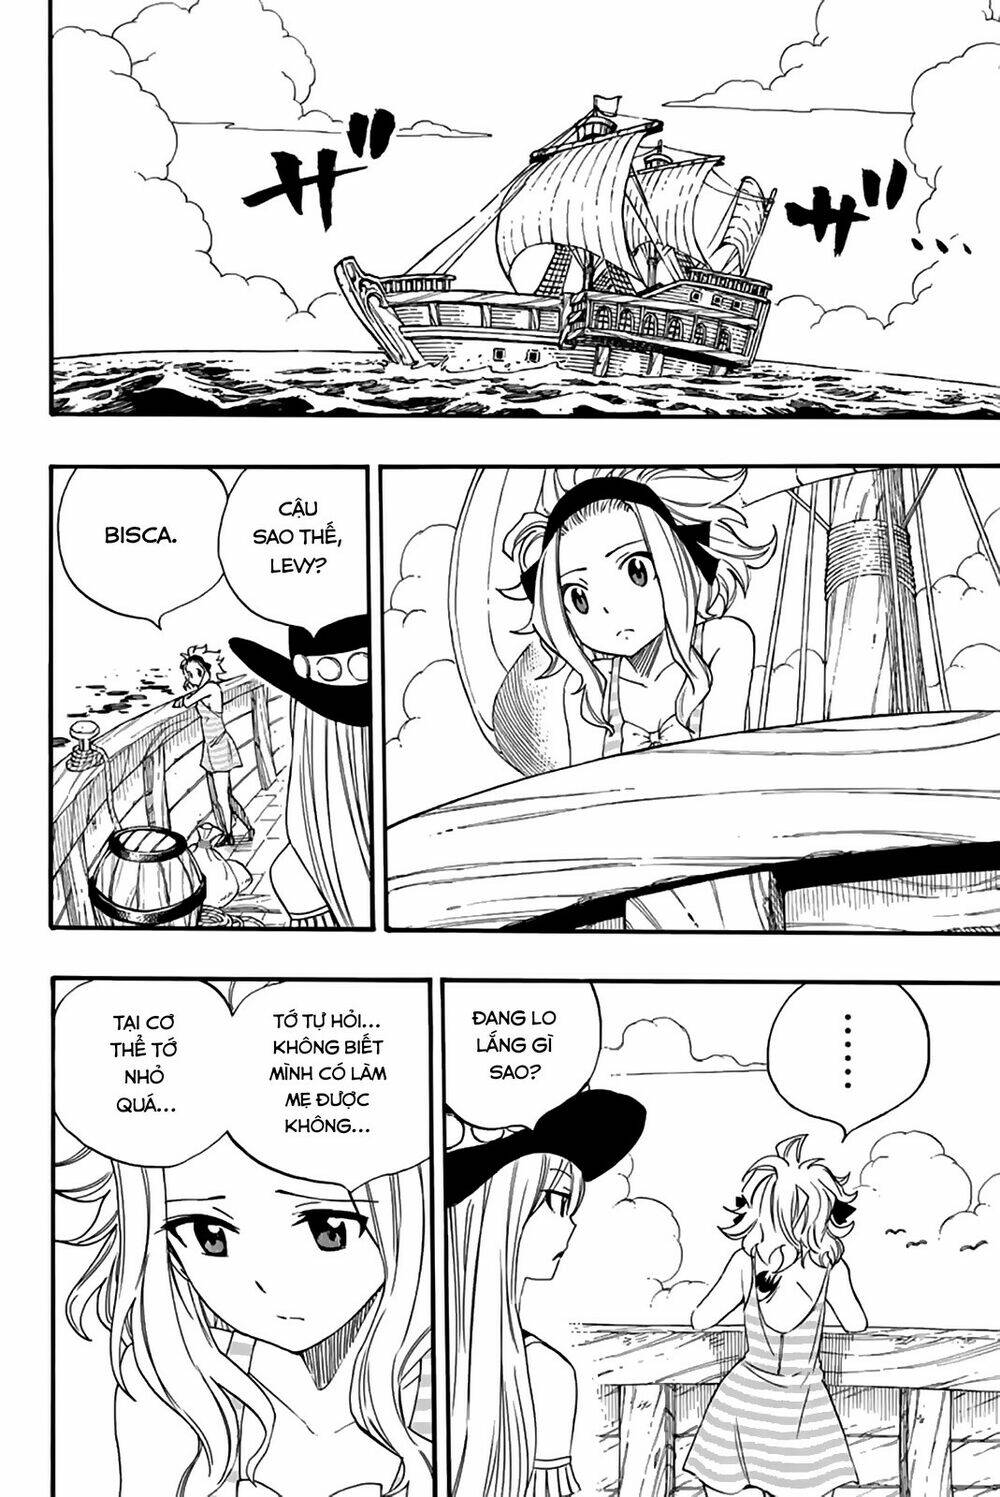 ザザ
ザ...
CẬU
SAO THẾ,
LEVY?
BISCA.
......
ĐANG LO
LẮNG GÌ
SAO?
TỚ TỰ HỎI...
KHÔNG BIẾT
MÌNH CÓ LÀM
MẸ ĐƯỢC
KHÔNG...
TẠI CƠ
THỂ TỚ
NHỎ
QUÁ...